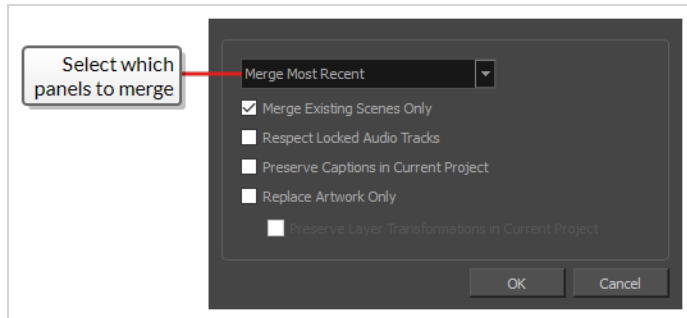 Select which
panels to merge
Merge Most Recent
Merge Existing Scenes Only
Respect Locked Audio Tracks
Preserve Captions in Current Project
Replace Artwork Only
Preserve Layer Transformations in Current Project
OK Cancel